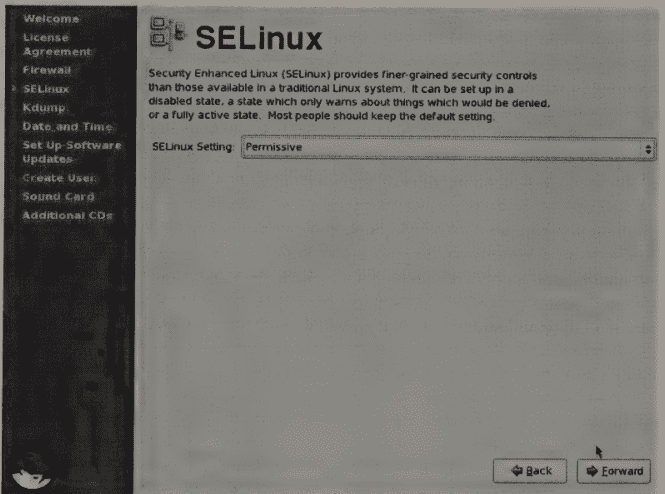 Welcome
License
Agreement
Firewall
SELinux
Kdump
Date and Time
Set Up Software
Updates
Create User
Sound Card
Additional CDs
SELinux
Security Enhanced Linux (SELinux) provides finer-grained security controls
than those available in a traditional Linux system. It can be set up in a
disabled state, a state which only warns about things which would be denied,
or a fully active state. Most people should keep the default setting.
SELinux Setting: Permissive
Back Forward